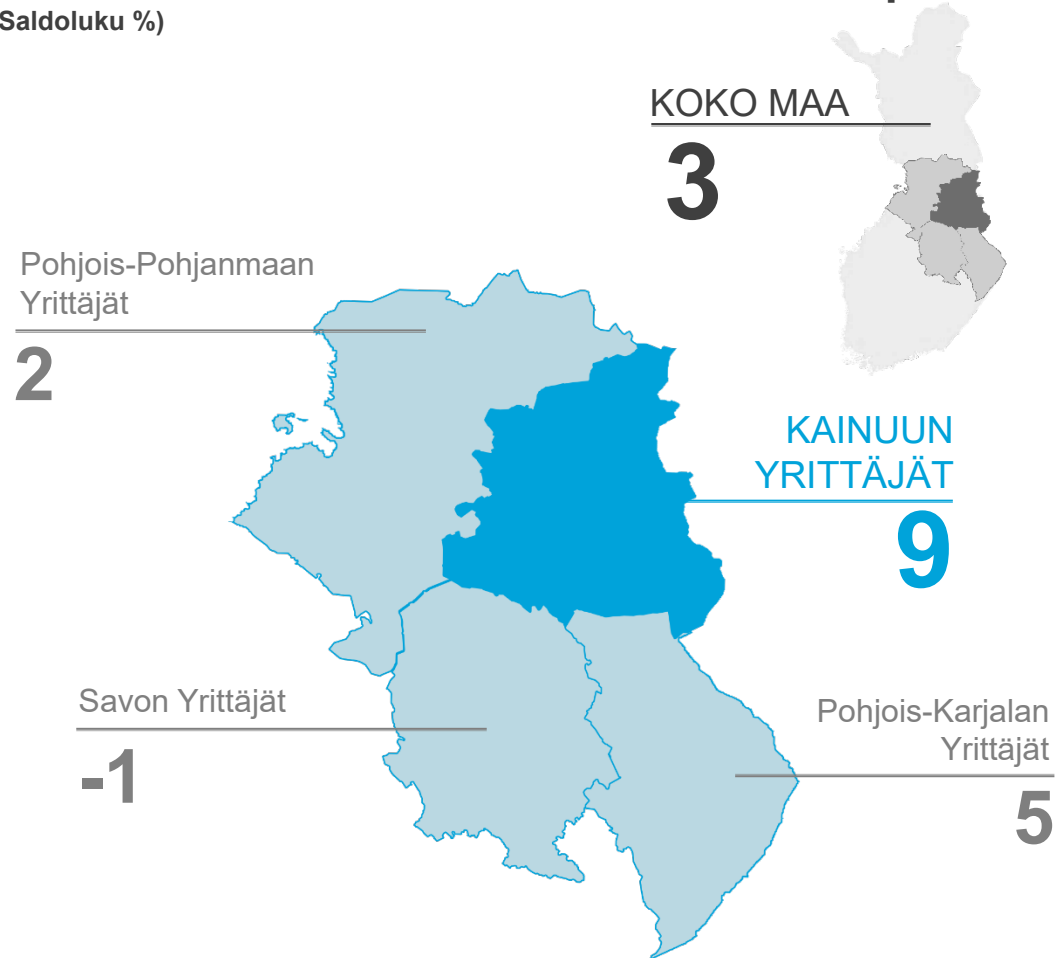 Saldoluku %)
KOKO MAA
3
Pohjois-Pohjanmaan
Yrittäjät
2
KAINUUN
YRITTÄJÄT
9
Savon Yrittäjät
-1
Pohjois-Karjalan
Yrittäjät
5